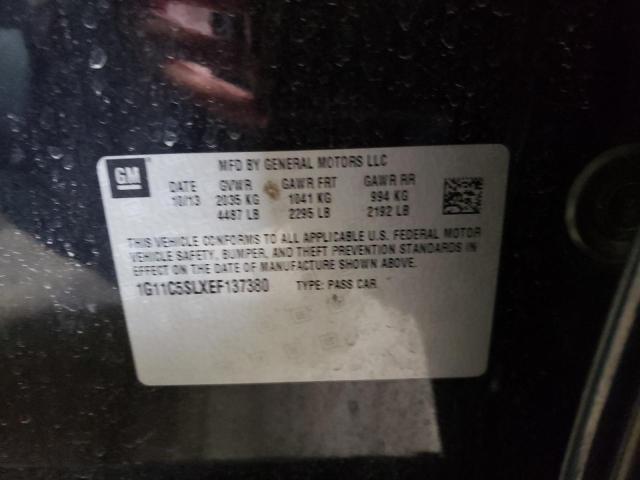 GM
MFD BY GENERAL MOTORS LLC
DATE GVWR GAWR FRT GAWR RR
10/13 2035 KG 1041 KG 994 KG
4487 LB 2295 LB 2192 LB
THIS VEHICLE CONFORMS TO ALL APPLICABLE U.S. FEDERAL MOTOR
VEHICLE SAFETY, BUMPER, AND THEFT PREVENTION STANDARDS IN
EFFECT ON THE DATE OF MANUFACTURE SHOWN ABOVE.
1G11C5SLXEF137380 TYPE: PASS CAR